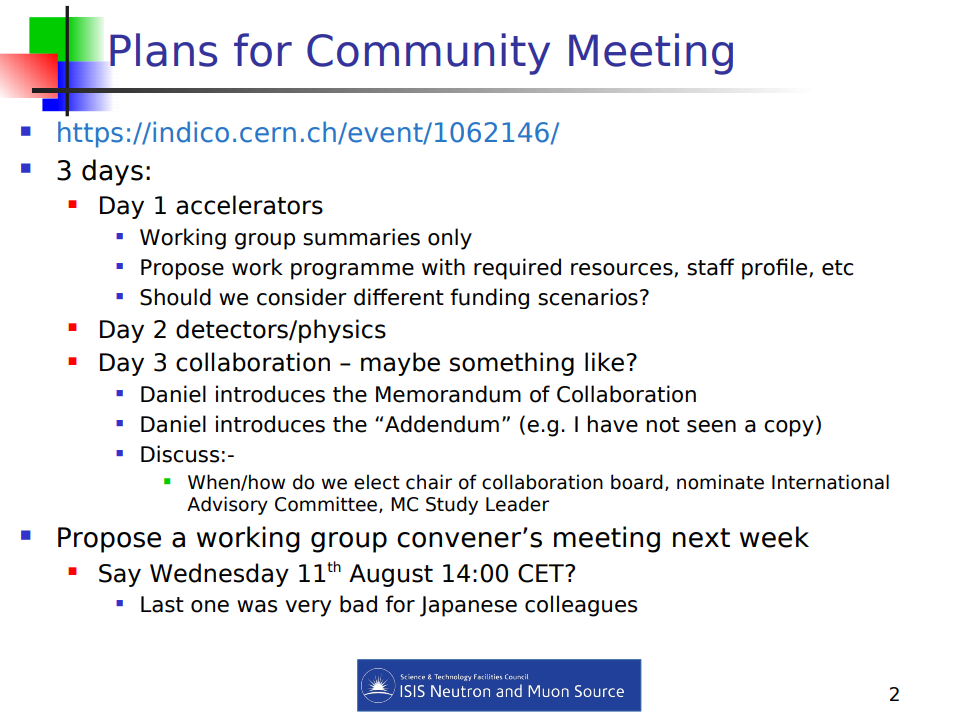 Plans for Community Meeting
https://indico.cern.ch/event/1062146/
3 days:
Day 1 accelerators
Working group summaries only
Propose work programme with required resources, staff profile, etc
Should we consider different funding scenarios?
Day 2 detectors/physics
Day 3 collaboration – maybe something like?
Daniel introduces the Memorandum of Collaboration
Daniel introduces the “Addendum” (e.g. I have not seen a copy)
Discuss:-
When/how do we elect chair of collaboration board, nominate International
Advisory Committee, MC Study Leader
Propose a working group convener’s meeting next week
Say Wednesday 11th August 14:00 CET?
Last one was very bad for Japanese colleagues
Science & Technology Facilities Council
ISIS Neutron and Muon Source
2